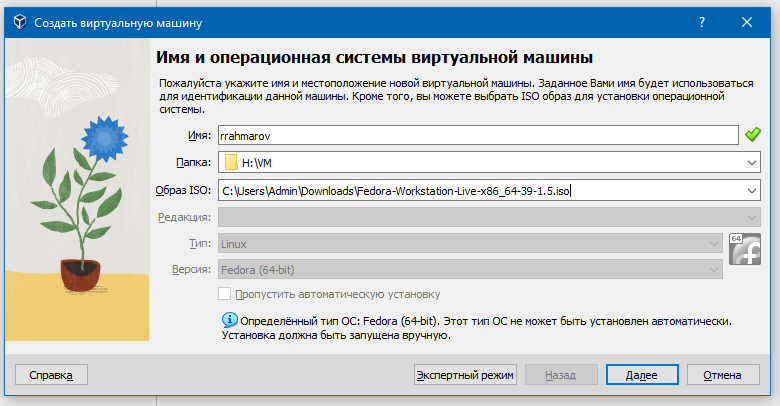 Создать виртуальную машину
?
Имя и операционная системы виртуальной машины
Пожалуйста укажите имя и местоположение новой виртуальной машины. Заданное Вами имя будет использоваться
для идентификации данной машины. Кроме того, вы можете выбрать ISO образ для установки операционной
системы.
Имя: rrahmarov
Папка: H:\VM
Образ ISO: C:\Users\Admin\Downloads\Fedora-Workstation-Live-x86_64-39-1.5.iso
Редакция:
Тип: Linux
64
Версия: Fedora (64-bit)
Пропустить автоматическую установку
Определённый тип ОС: Fedora (64-bit). Этот тип ОС не может быть установлен автоматически.
Установка должна быть запущена вручную.
Справка Экспертный режим Назад Далее Отмена